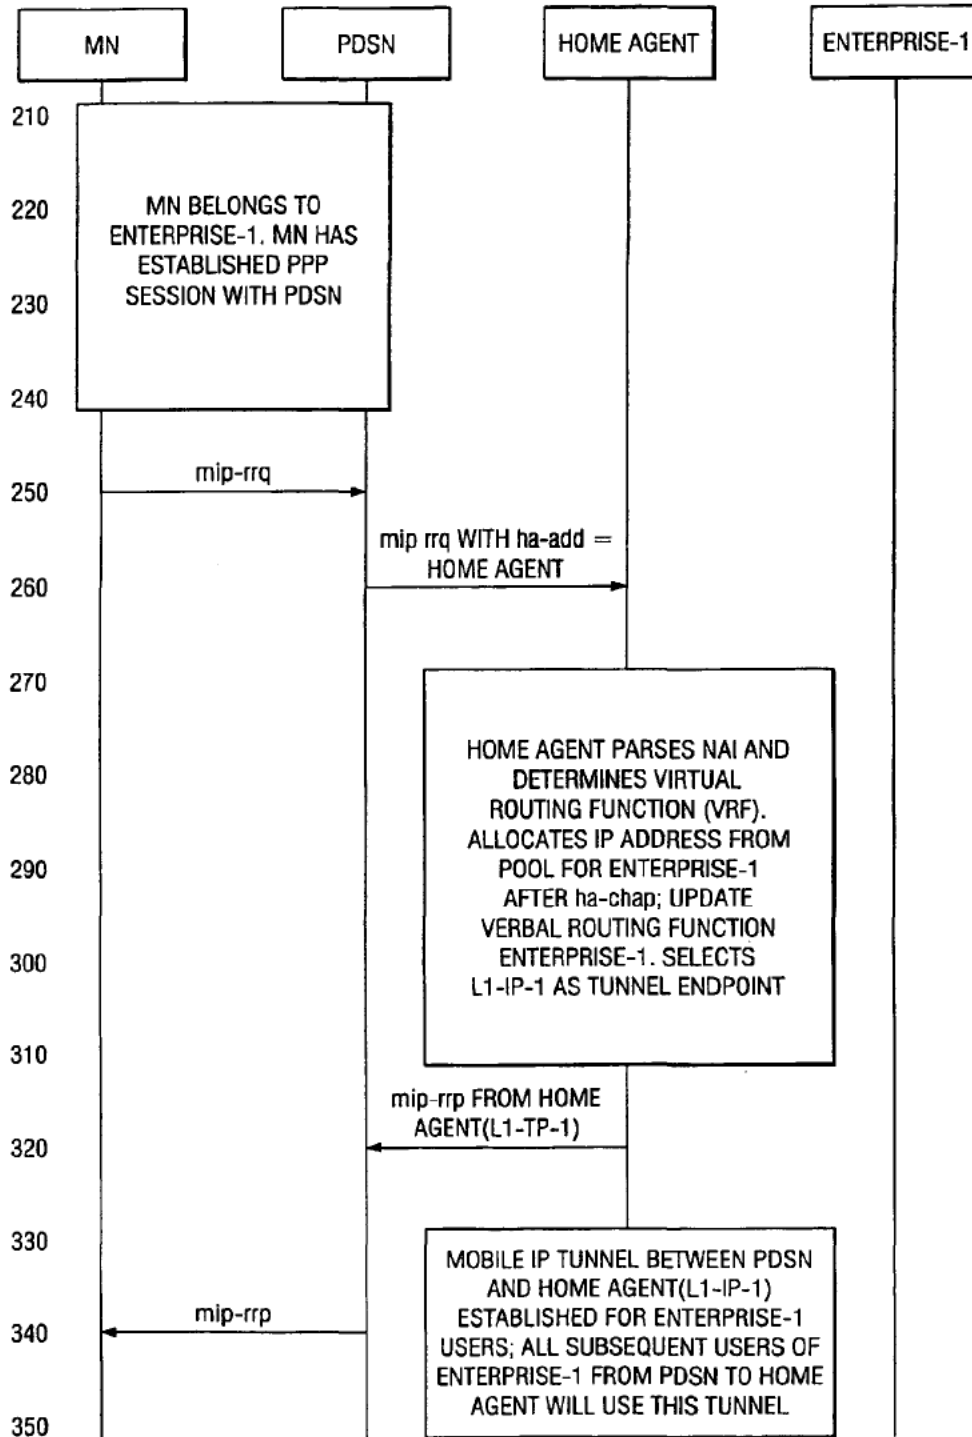 MN
PDSN
HOME AGENT
ENTERPRISE-1
210
220
230
240
MN BELONGS TO
ENTERPRISE-1. MN HAS
ESTABLISHED PPP
SESSION WITH PDSN
250
mip-rrq
260
mip rrq WITH ha-add =
HOME AGENT
270
280
290
300
310
HOME AGENT PARSES NAI AND
DETERMINES VIRTUAL
ROUTING FUNCTION (VRF).
ALLOCATES IP ADDRESS FROM
POOL FOR ENTERPRISE-1
AFTER ha-chap; UPDATE
VERBAL ROUTING FUNCTION
ENTERPRISE-1. SELECTS
L1-IP-1 AS TUNNEL ENDPOINT
320
mip-rrp FROM HOME
AGENT(L1-TP-1)
330
340
350
mip-rrp
MOBILE IP TUNNEL BETWEEN PDSN
AND HOME AGENT(L1-IP-1)
ESTABLISHED FOR ENTERPRISE-1
USERS; ALL SUBSEQUENT USERS OF
ENTERPRISE-1 FROM PDSN TO HOME
AGENT WILL USE THIS TUNNEL